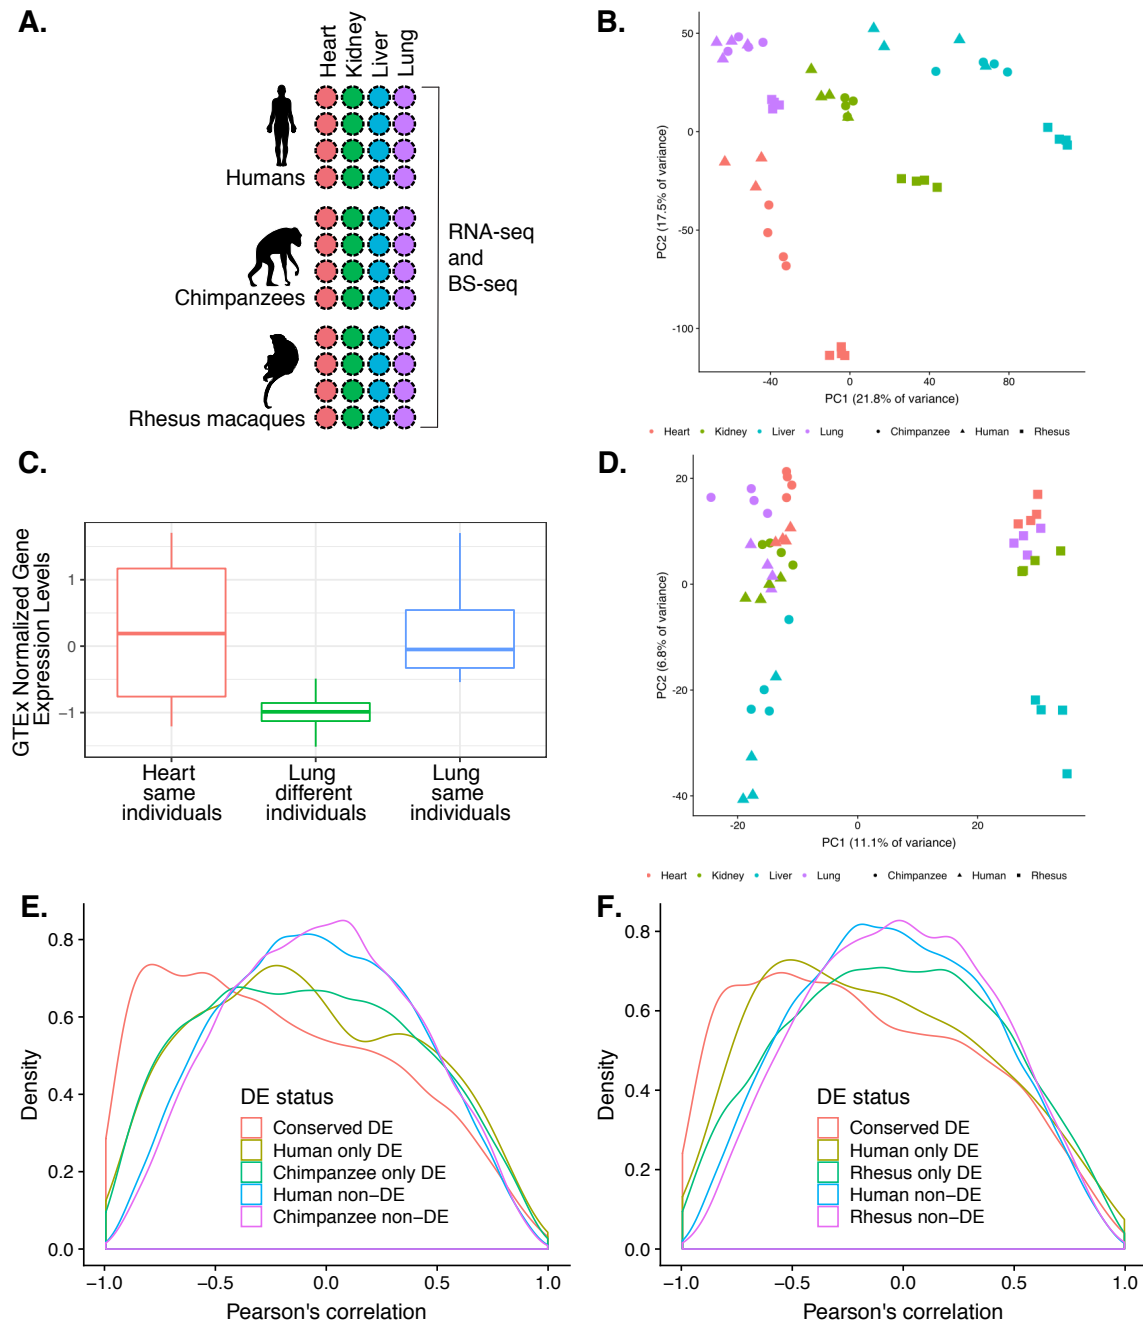 A.
Heart
Kidney
Liver
Lung
Humans
Chimpanzees
Rhesus macaques
RNA-seq
and
BS-seq
B.
PC2 (17.5% of variance)
50
0
-50
-100
-40
0
40
80
PC1 (21.8% of variance)
Heart
Kidney
Liver
Lung
Chimpanzee
Human
Rhesus
C.
GTEx Normalized Gene
Expression Levels
1
0
−1
Heart
same
individuals
Lung
different
individuals
Lung
same
individuals
D.
PC2 (6.8% of variance)
20
0
-20
-40
-20
0
20
PC1 (11.1% of variance)
Heart
Kidney
Liver
Lung
Chimpanzee
Human
Rhesus
E.
Density
0.8
0.6
0.4
0.2
0.0
DE status
Conserved DE
Human only DE
Chimpanzee only DE
Human non−DE
Chimpanzee non−DE
−1.0
−0.5
0.0
0.5
1.0
Pearson's correlation
F.
Density
0.8
0.6
0.4
0.2
0.0
DE status
Conserved DE
Human only DE
Rhesus only DE
Human non−DE
Rhesus non−DE
−1.0
−0.5
0.0
0.5
1.0
Pearson's correlation